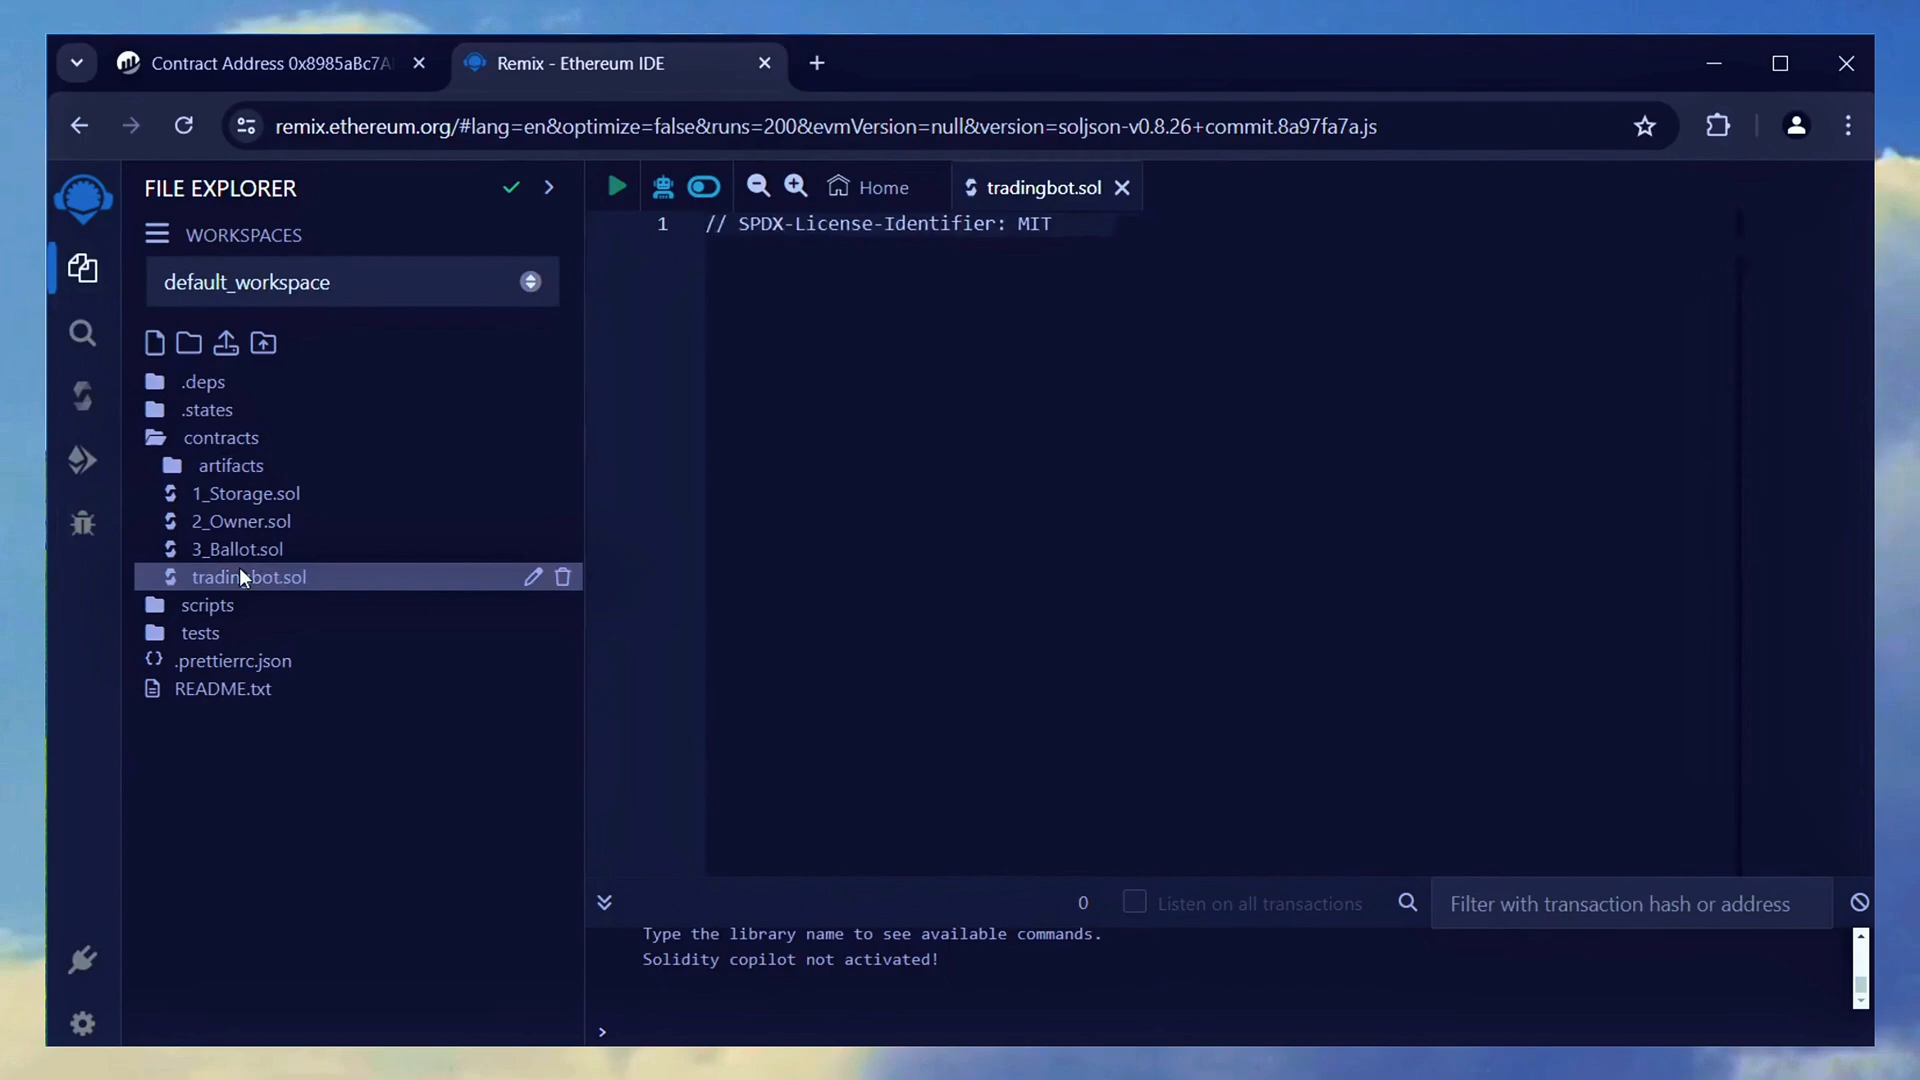 Contract Address 0x8985aBc7A
Remix - Ethereum IDE
remix.ethereum.org/#lang=en&optimize=false&runs=200&evmVersion=null&version=soljson-v0.8.26+commit.8a97fa7a.js
FILE EXPLORER
WORKSPACES
default_workspace
.deps
.states
contracts
artifacts
1_Storage.sol
2_Owner.sol
3_Ballot.sol
tradingbot.sol
scripts
tests
.prettierrc.json
README.txt
Home
tradingbot.sol
1 // SPDX-License-Identifier: MIT
0
Listen on all transactions
Filter with transaction hash or address
Type the library name to see available commands.
Solidity copilot not activated!
>